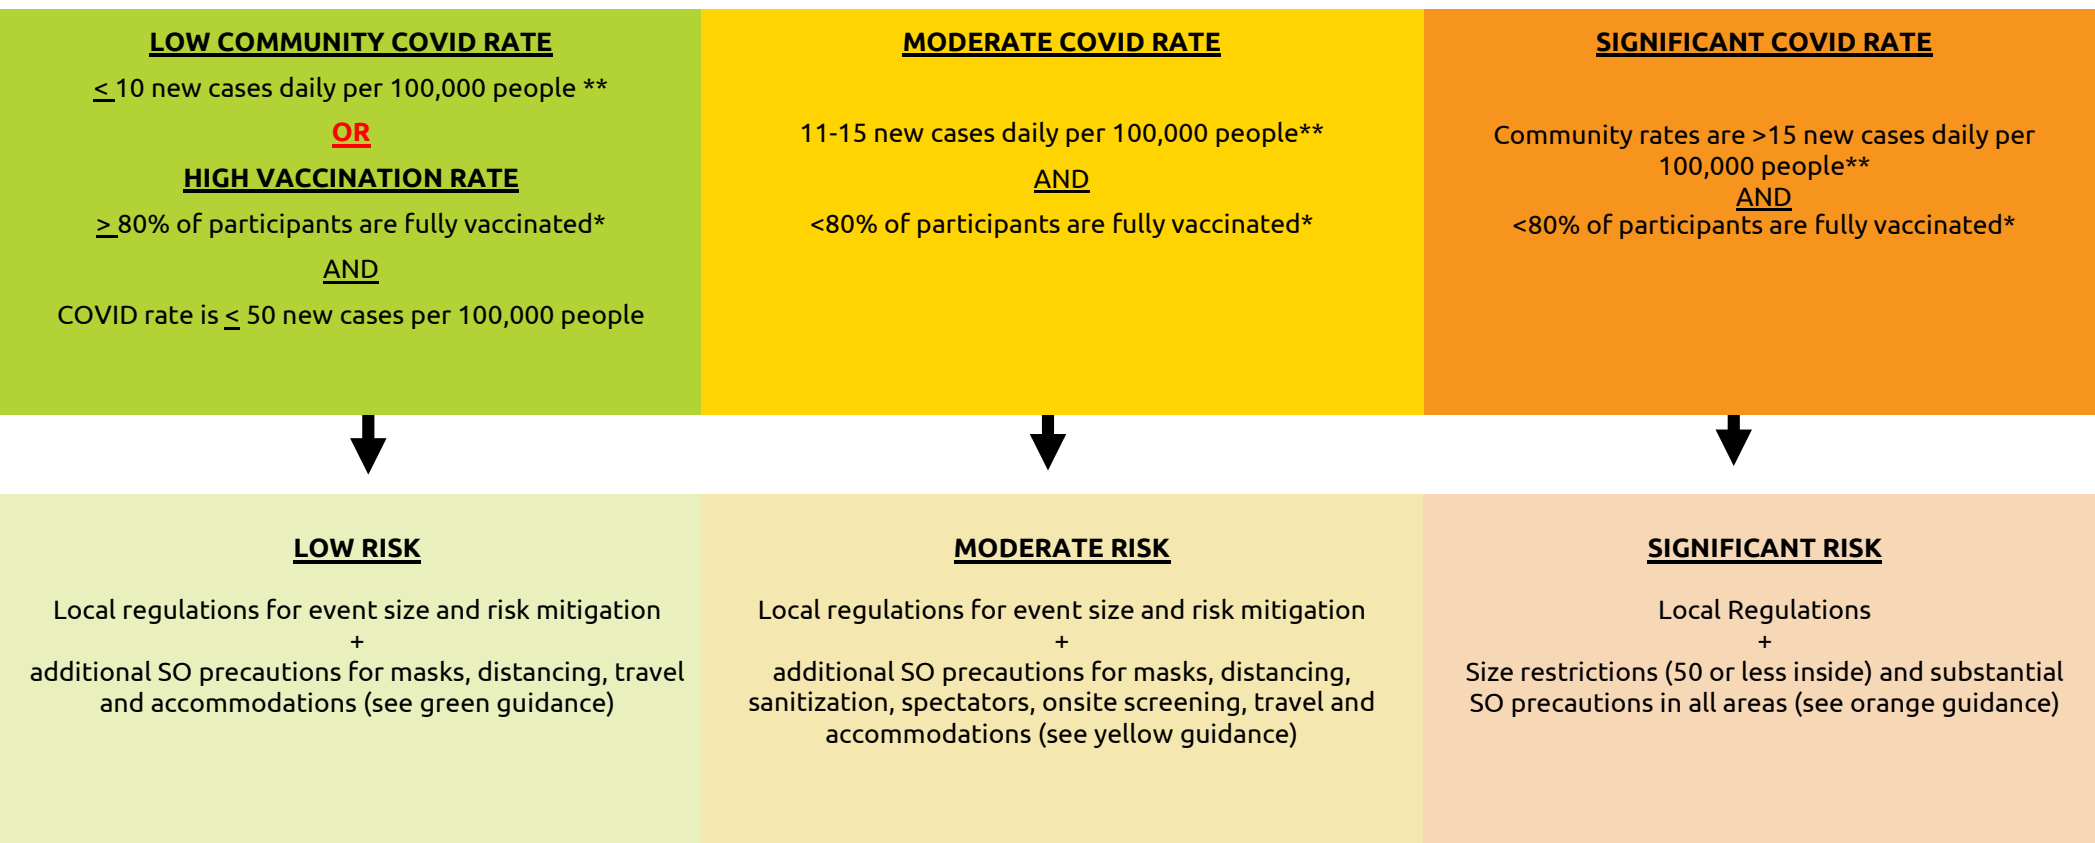 LOW COMMUNITY COVID RATE
< 10 new cases daily per 100,000 people **
OR
HIGH VACCINATION RATE
> 80% of participants are fully vaccinated*
AND
COVID rate is < 50 new cases per 100,000 people
MODERATE COVID RATE
11-15 new cases daily per 100,000 people**
AND
<80% of participants are fully vaccinated*
SIGNIFICANT COVID RATE
Community rates are >15 new cases daily per
100,000 people**
AND
<80% of participants are fully vaccinated*
LOW RISK
Local regulations for event size and risk mitigation
+
additional SO precautions for masks, distancing, travel
and accommodations (see green guidance)
MODERATE RISK
Local regulations for event size and risk mitigation
+
additional SO precautions for masks, distancing,
sanitization, spectators, onsite screening, travel and
accommodations (see yellow guidance)
SIGNIFICANT RISK
Local Regulations
+
Size restrictions (50 or less inside) and substantial
SO precautions in all areas (see orange guidance)